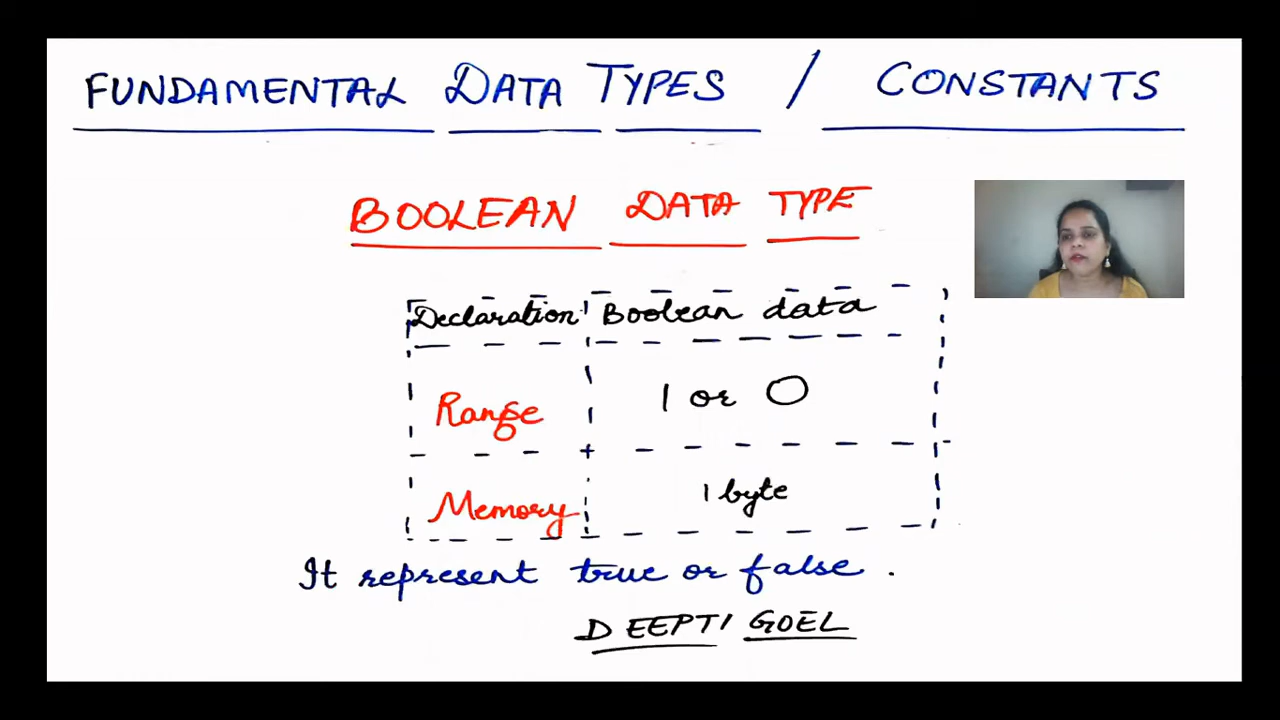 FUNDAMENTAL DATA TYPES / CONSTANTS
BOOLEAN DATA TYPE
Declaration Boolean data
Range 1 or 0
Memory 1 byte
It represent true or false.
DEEPTI GOEL